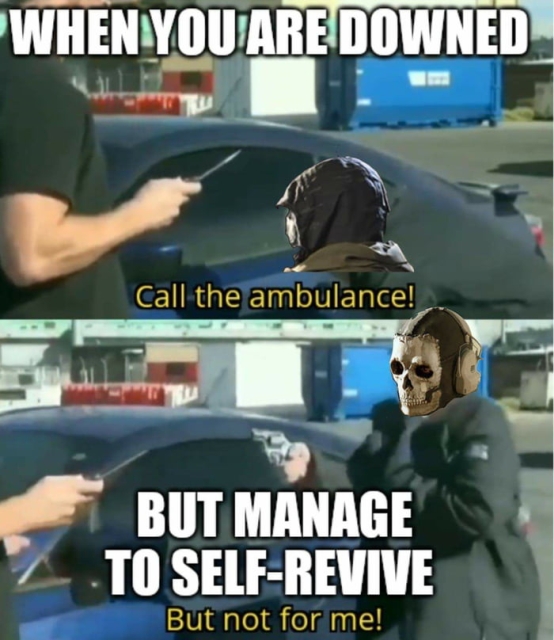 WHEN YOU ARE DOWNED
Call the ambulance!
BUT MANAGE
TO SELF-REVIVE
But not for me!